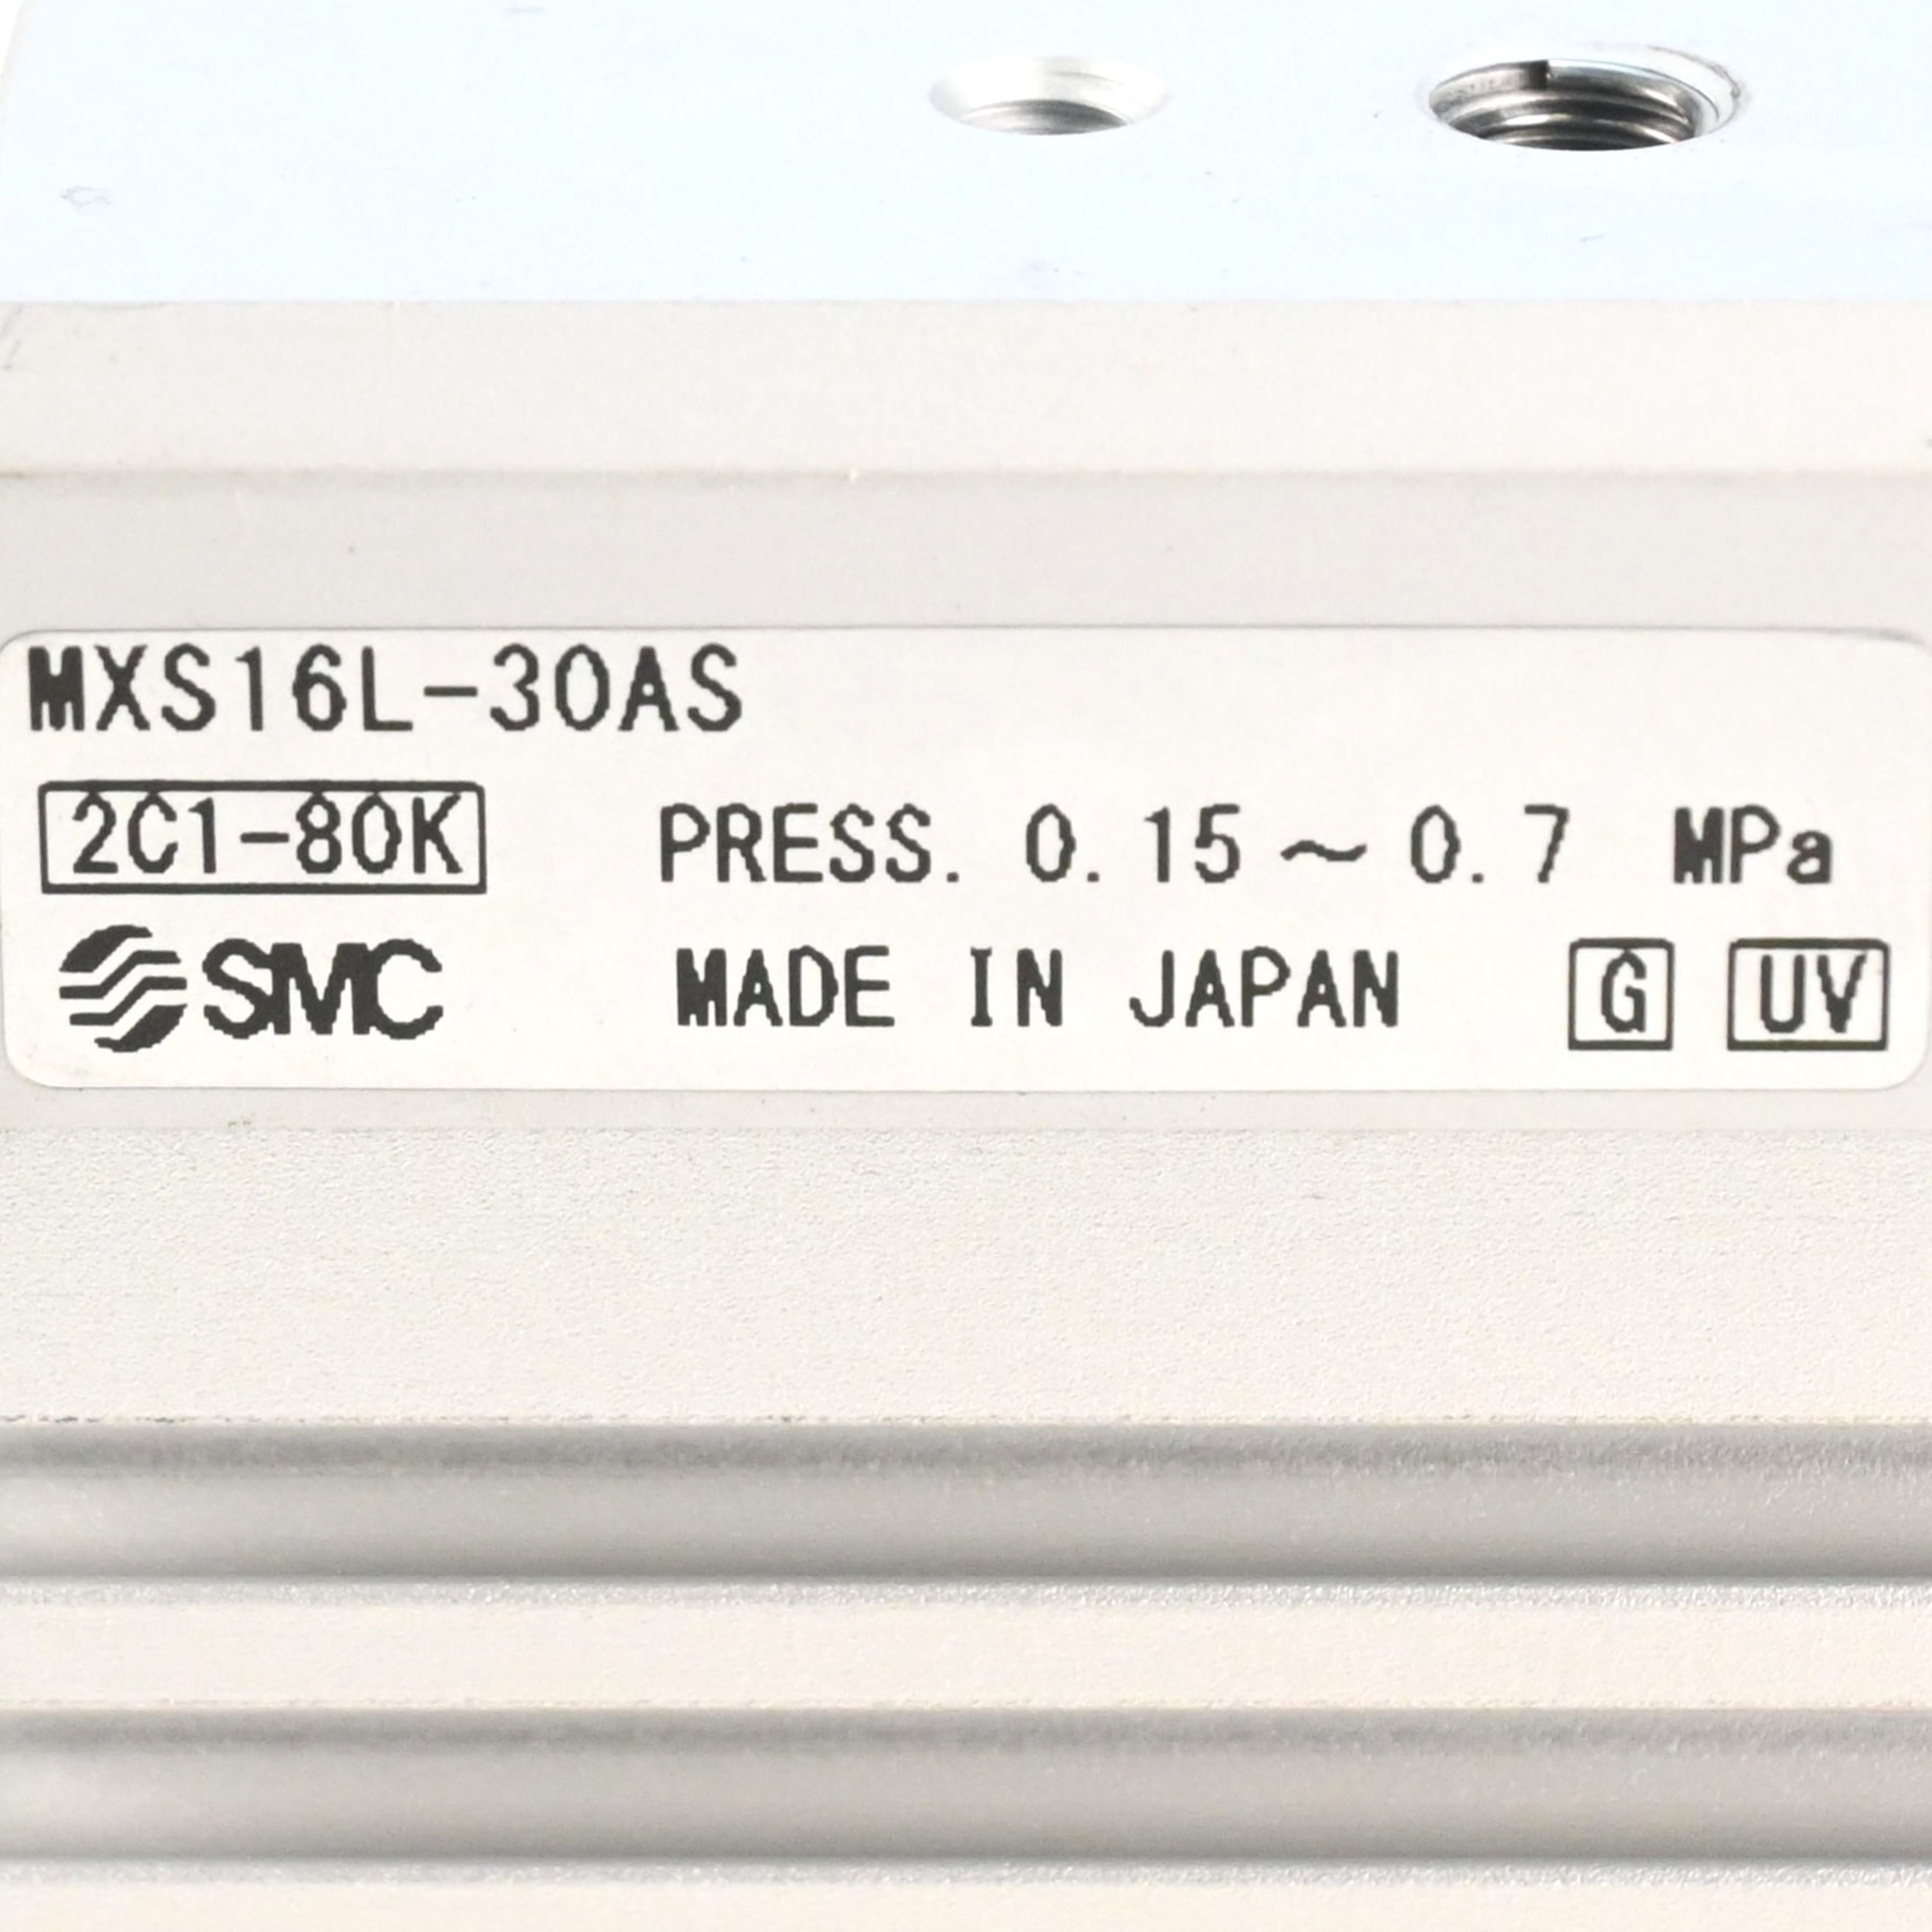 MXS16L-30AS
2C1-80K PRESS. 0.15～0.7 MPa
SMC MADE IN JAPAN G UV